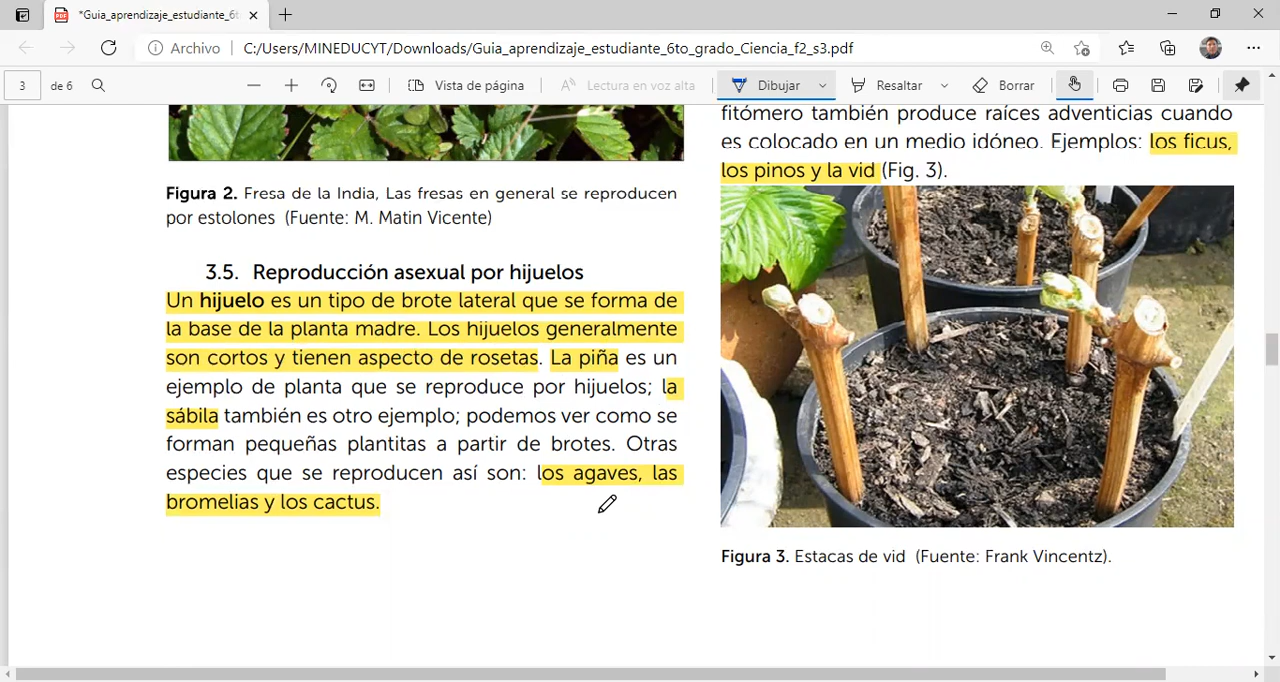 *Guia_aprendizaje_estudiante_6t
Archivo
C:/Users/MINEDUCYT/Downloads/Guia_aprendizaje_estudiante_6to_grado_Ciencia_f2_s3.pdf
3 de 6
Vista de página
Lectura en voz alta
Dibujar
Resaltar
Borrar
Figura 2. Fresa de la India, Las fresas en general se reproducen
por estolones (Fuente: M. Matin Vicente)
3.5. Reproducción asexual por hijuelos
Un hijuelo es un tipo de brote lateral que se forma de
la base de la planta madre. Los hijuelos generalmente
son cortos y tienen aspecto de rosetas. La piña es un
ejemplo de planta que se reproduce por hijuelos; la
sábila también es otro ejemplo; podemos ver como se
forman pequeñas plantitas a partir de brotes. Otras
especies que se reproducen así son: los agaves, las
bromelias y los cactus.
fitómero también produce raíces adventicias cuando
es colocado en un medio idóneo. Ejemplos: los ficus,
los pinos y la vid (Fig. 3).
Figura 3. Estacas de vid (Fuente: Frank Vincentz).